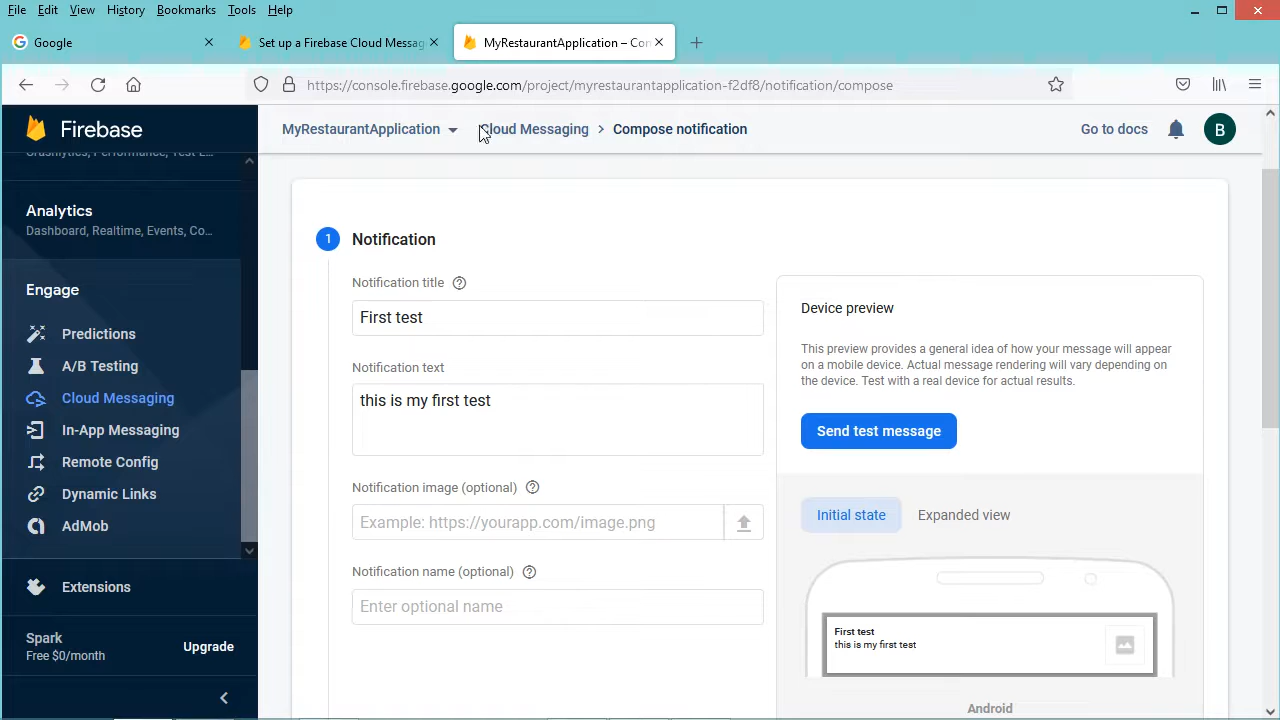 File Edit View History Bookmarks Tools Help
Google
Set up a Firebase Cloud Messag
MyRestaurantApplication – Con
https://console.firebase.google.com/project/myrestaurantapplication-f2df8/notification/compose
Firebase
MyRestaurantApplication
Cloud Messaging > Compose notification
Go to docs
B
Crashlytics, Performance, Test L...
Analytics
Dashboard, Realtime, Events, Co...
Engage
Predictions
A/B Testing
Cloud Messaging
In-App Messaging
Remote Config
Dynamic Links
AdMob
Extensions
Spark
Free $0/month
Upgrade
1 Notification
Notification title
First test
Notification text
this is my first test
Notification image (optional)
Example: https://yourapp.com/image.png
Notification name (optional)
Enter optional name
Device preview
This preview provides a general idea of how your message will appear
on a mobile device. Actual message rendering will vary depending on
the device. Test with a real device for actual results.
Send test message
Initial state
Expanded view
First test
this is my first test
Android